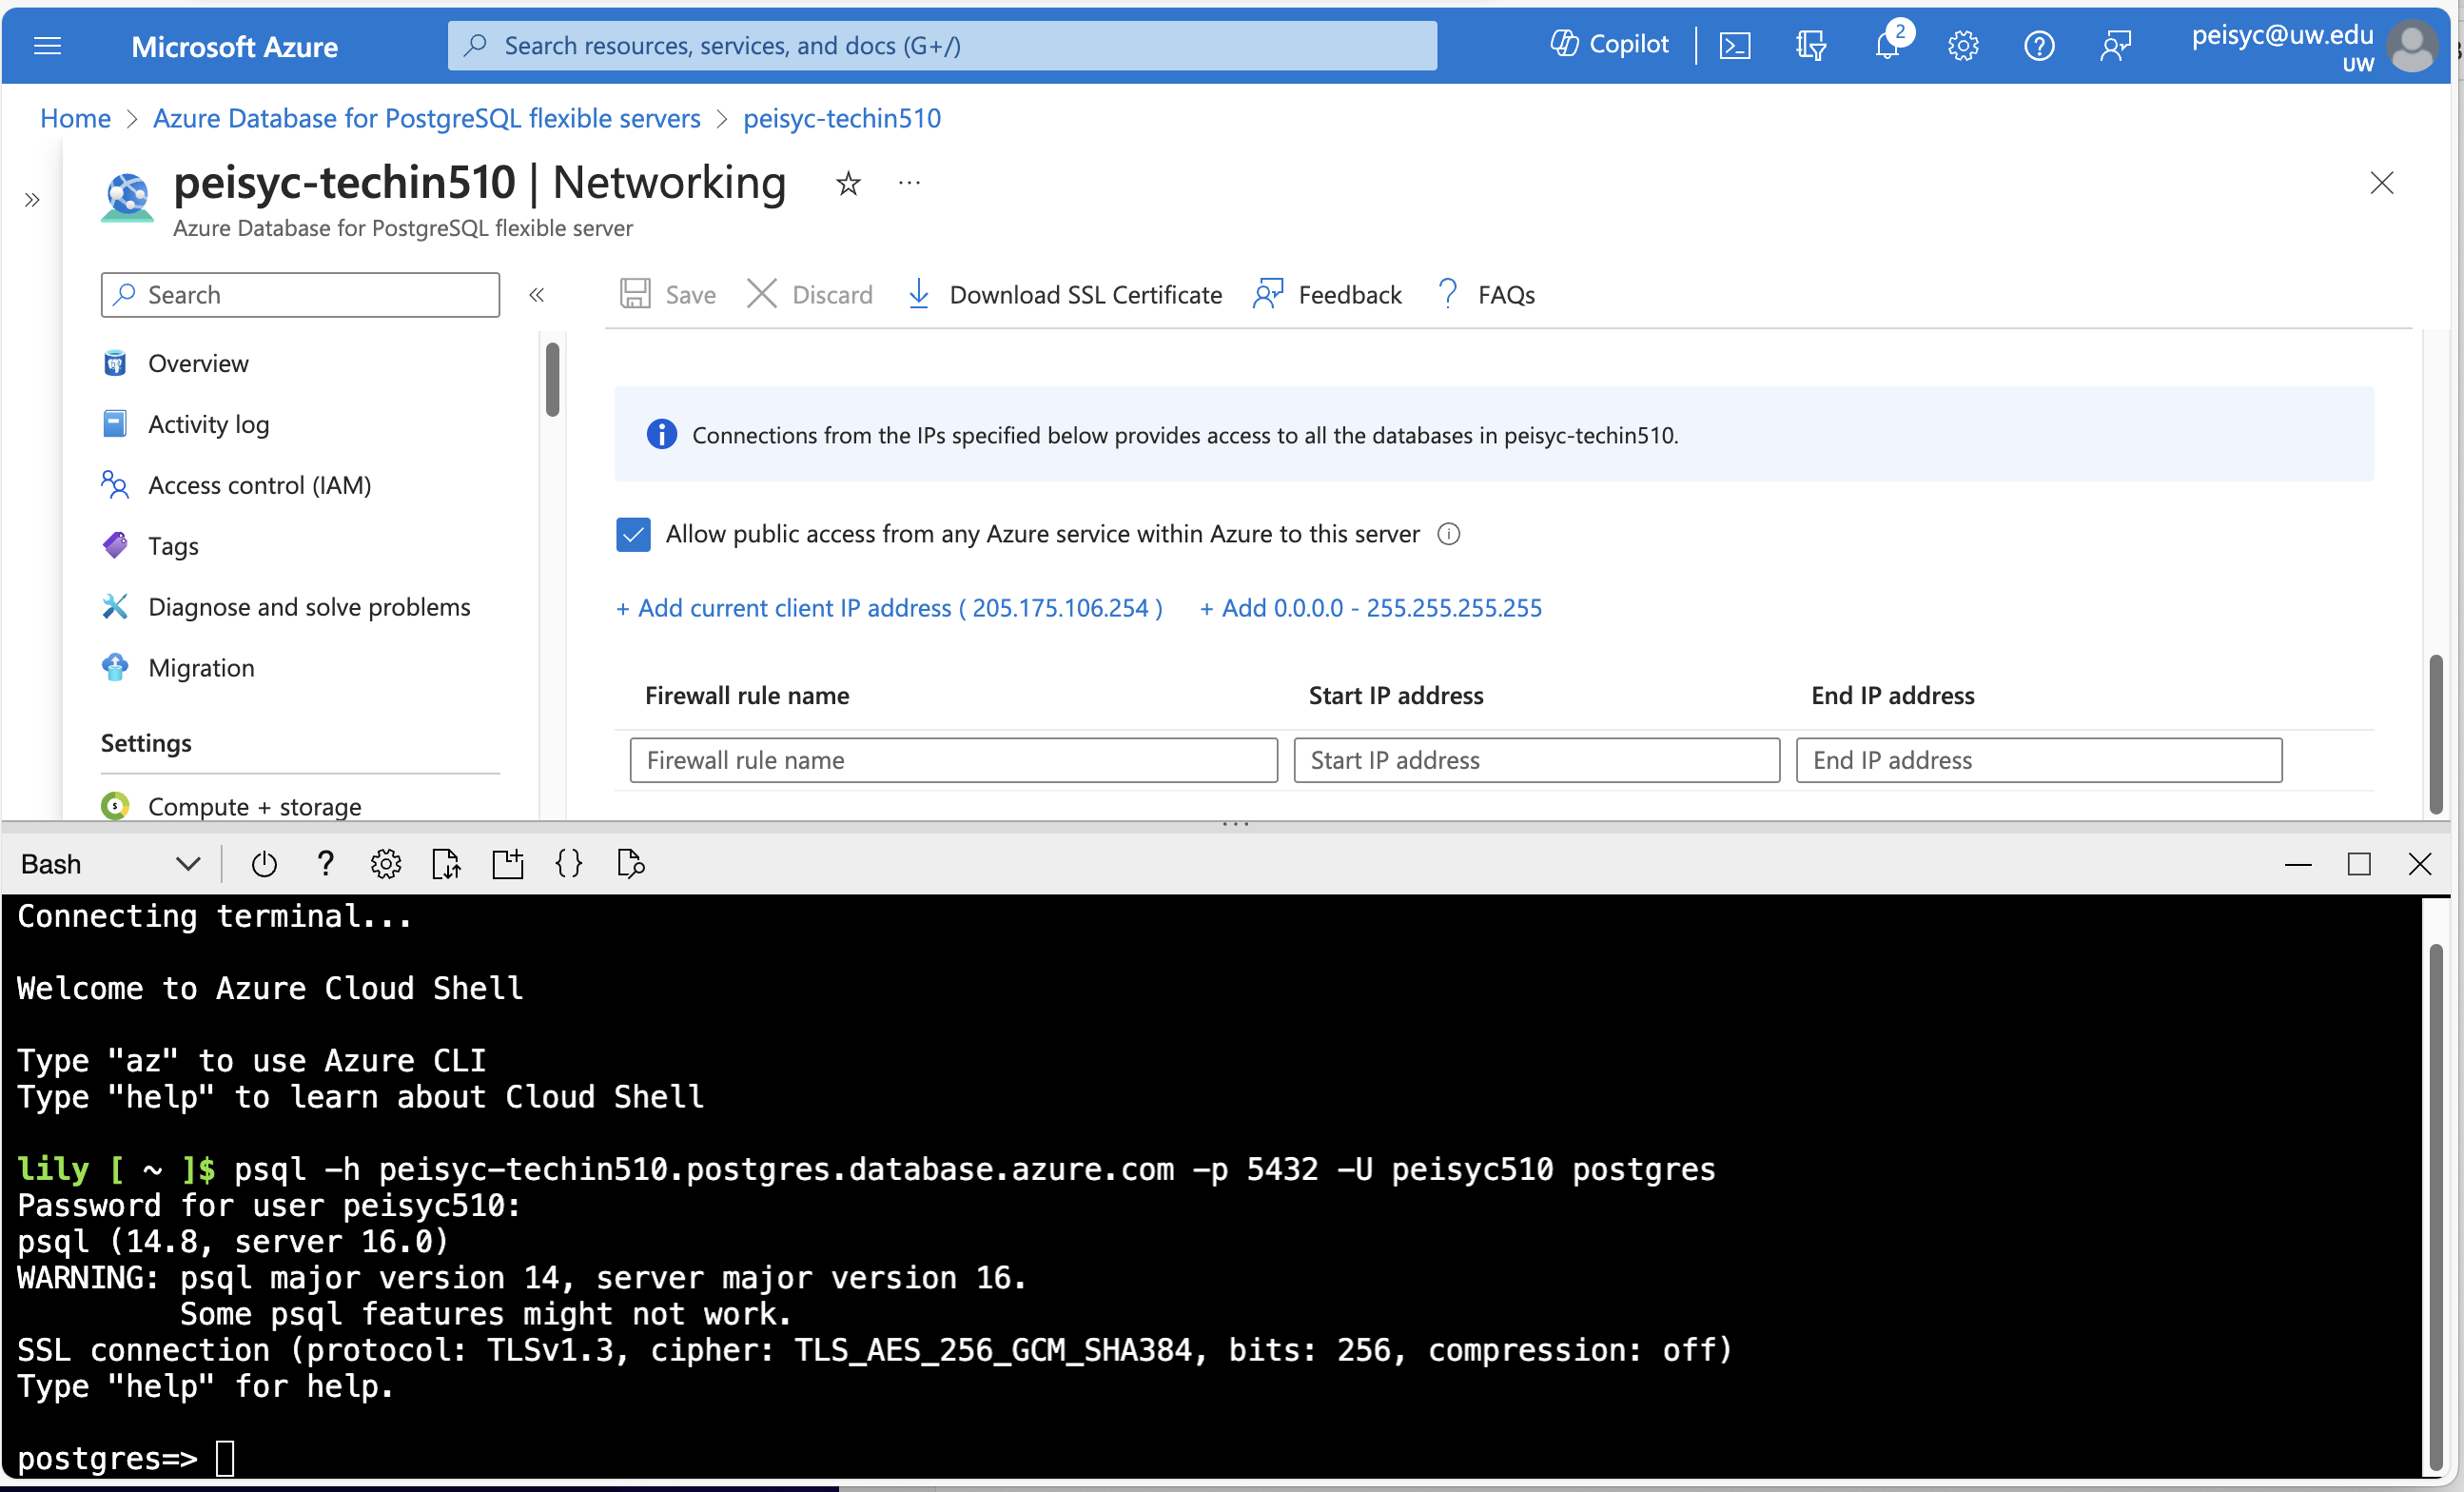 Microsoft Azure
Search resources, services, and docs (G+/)
Copilot
2
peisyc@uw.edu
UW
Home > Azure Database for PostgreSQL flexible servers > peisyc-techin510
peisyc-techin510 | Networking
Azure Database for PostgreSQL flexible server
Search
Save
Discard
Download SSL Certificate
Feedback
FAQs
Overview
Activity log
Access control (IAM)
Tags
Diagnose and solve problems
Migration
Settings
Compute + storage
Connections from the IPs specified below provides access to all the databases in peisyc-techin510.
Allow public access from any Azure service within Azure to this server
+ Add current client IP address ( 205.175.106.254 )
+ Add 0.0.0.0 - 255.255.255.255
Firewall rule name
Start IP address
End IP address
Firewall rule name
Start IP address
End IP address
Bash
Connecting terminal...
Welcome to Azure Cloud Shell
Type "az" to use Azure CLI
Type "help" to learn about Cloud Shell
lily [ ~ ]$ psql -h peisyc-techin510.postgres.database.azure.com -p 5432 -U peisyc510 postgres
Password for user peisyc510:
psql (14.8, server 16.0)
WARNING: psql major version 14, server major version 16.
Some psql features might not work.
SSL connection (protocol: TLSv1.3, cipher: TLS_AES_256_GCM_SHA384, bits: 256, compression: off)
Type "help" for help.
postgres=>